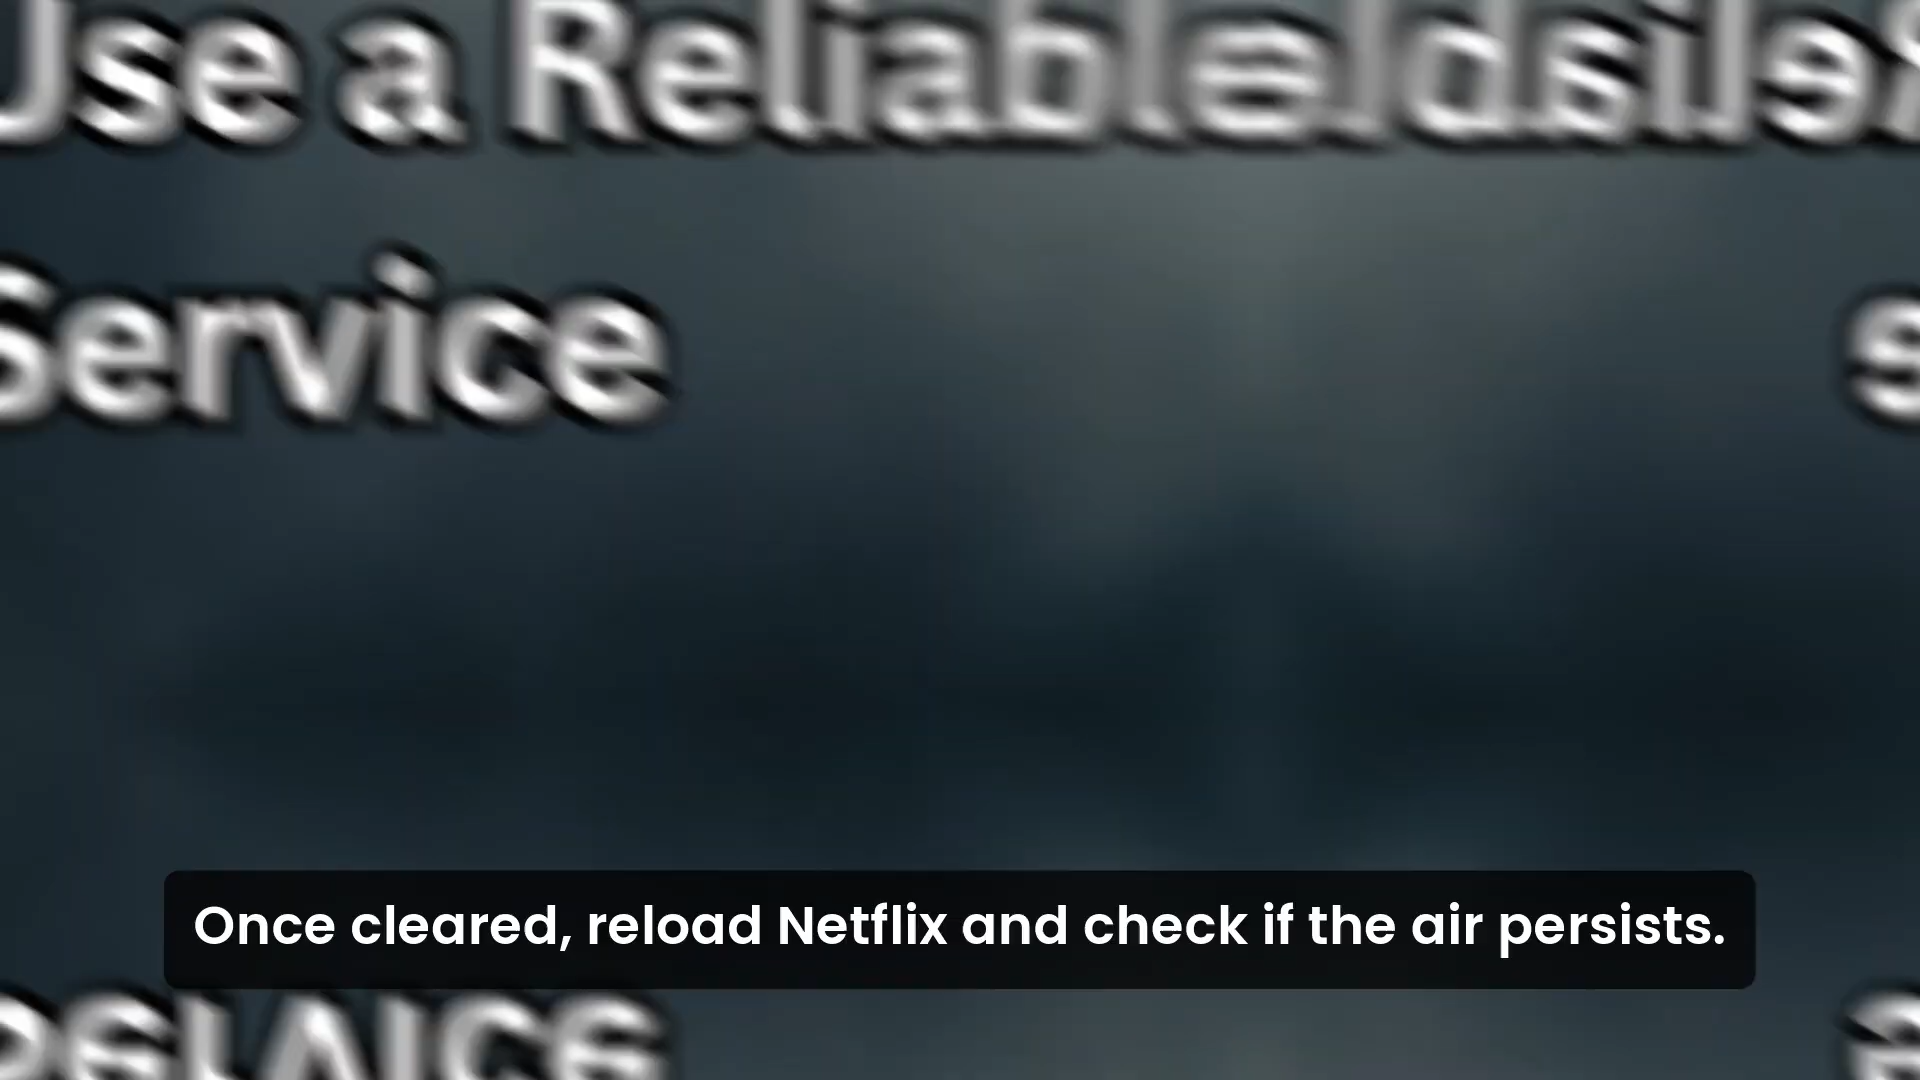 Use a Reliable
Service
Once cleared, reload Netflix and check if the air persists.